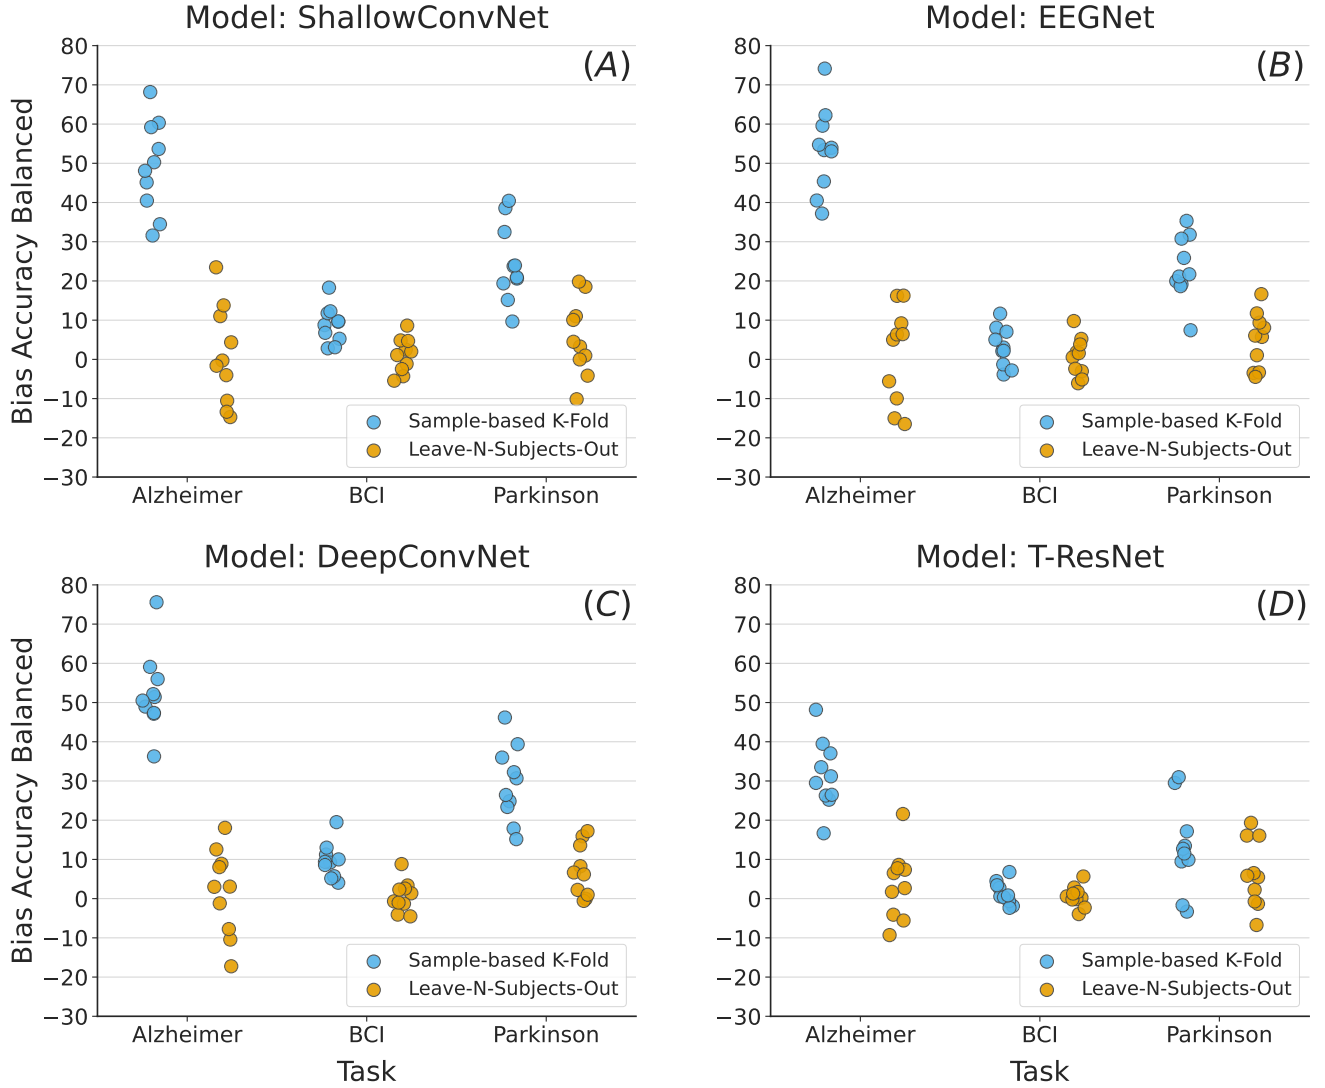 Model: ShallowConvNet
(A)
Bias Accuracy Balanced
80
70
60
50
40
30
20
10
0
−10
−20
−30
Sample-based K-Fold
Leave-N-Subjects-Out
Alzheimer BCI Parkinson
Model: EEGNet
(B)
80
70
60
50
40
30
20
10
0
−10
−20
−30
Sample-based K-Fold
Leave-N-Subjects-Out
Alzheimer BCI Parkinson
Model: DeepConvNet
(C)
Bias Accuracy Balanced
80
70
60
50
40
30
20
10
0
−10
−20
−30
Sample-based K-Fold
Leave-N-Subjects-Out
Alzheimer BCI Parkinson
Task
Model: T-ResNet
(D)
80
70
60
50
40
30
20
10
0
−10
−20
−30
Sample-based K-Fold
Leave-N-Subjects-Out
Alzheimer BCI Parkinson
Task